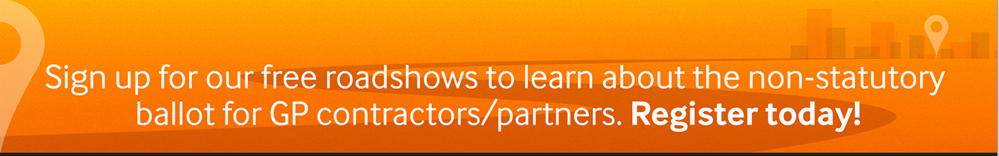 Sign up for our free roadshows to learn about the non-statutory
ballot for GP contractors/partners. Register today!